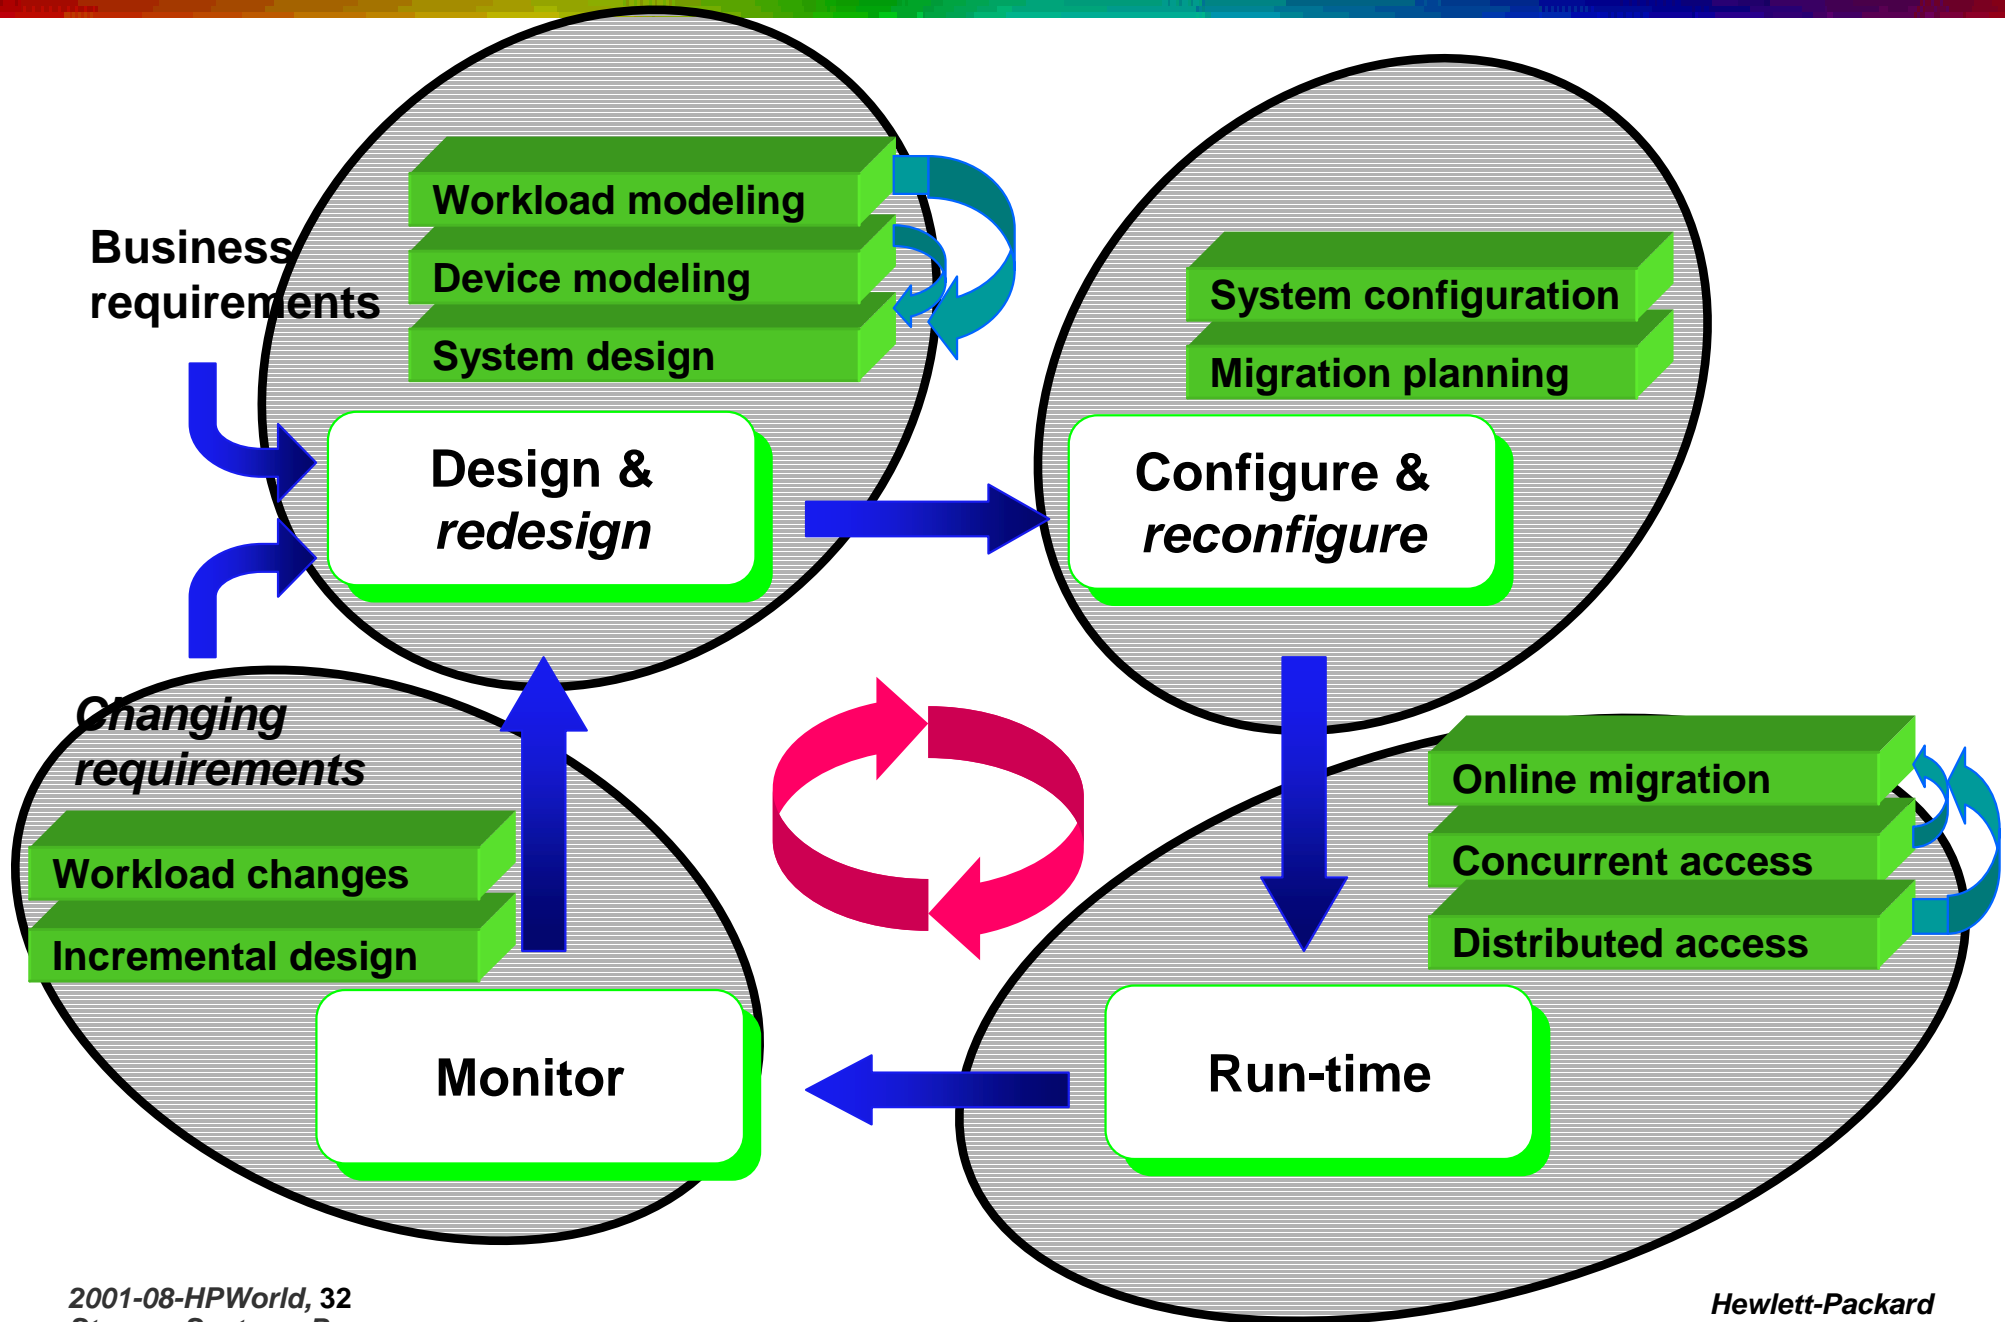 Business
requirements
Workload modeling
Device modeling
System design
Design &
redesign
System configuration
Migration planning
Configure &
reconfigure
Changing
requirements
Workload changes
Incremental design
Monitor
Online migration
Concurrent access
Distributed access
Run-time
2001-08-HPWorld, 32
Hewlett-Packard